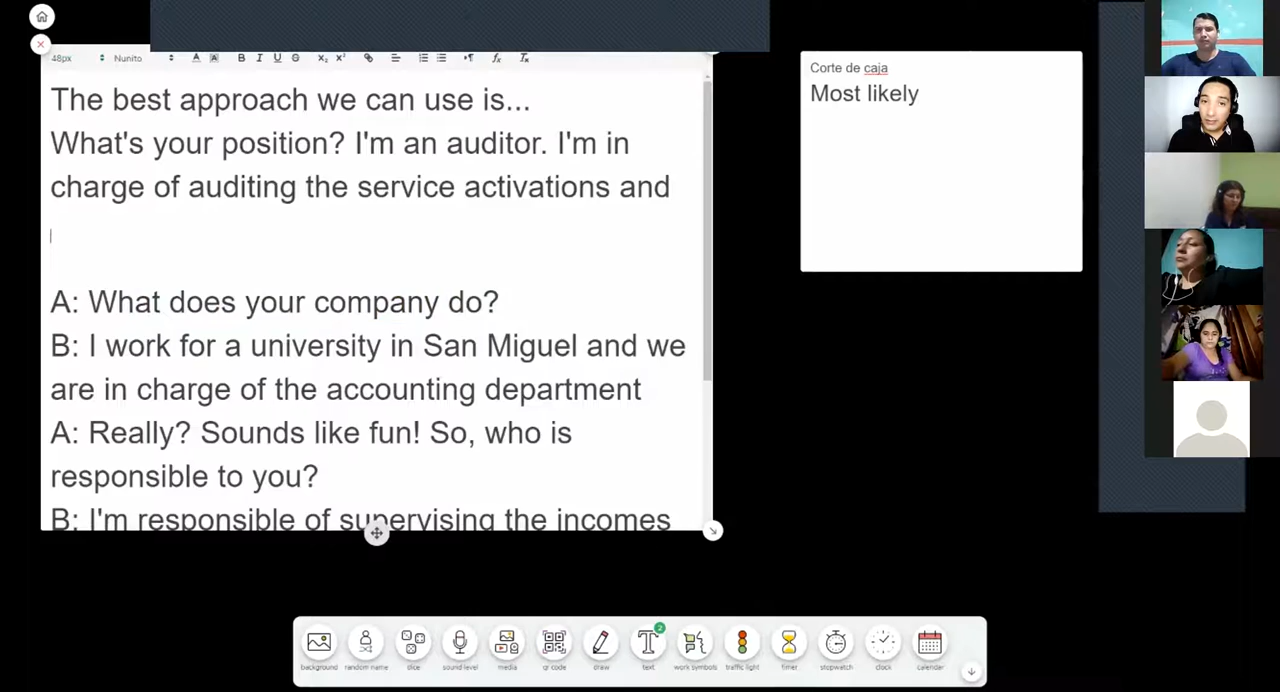 48px Nunito
The best approach we can use is...
What's your position? I'm an auditor. I'm in
charge of auditing the service activations and
A: What does your company do?
B: I work for a university in San Miguel and we
are in charge of the accounting department
A: Really? Sounds like fun! So, who is
responsible to you?
B: I'm responsible of supervising the incomes
Corte de caja
Most likely
2
background random name dice sound level media qr code draw text work symbols traffic light timer stopwatch clock calendar